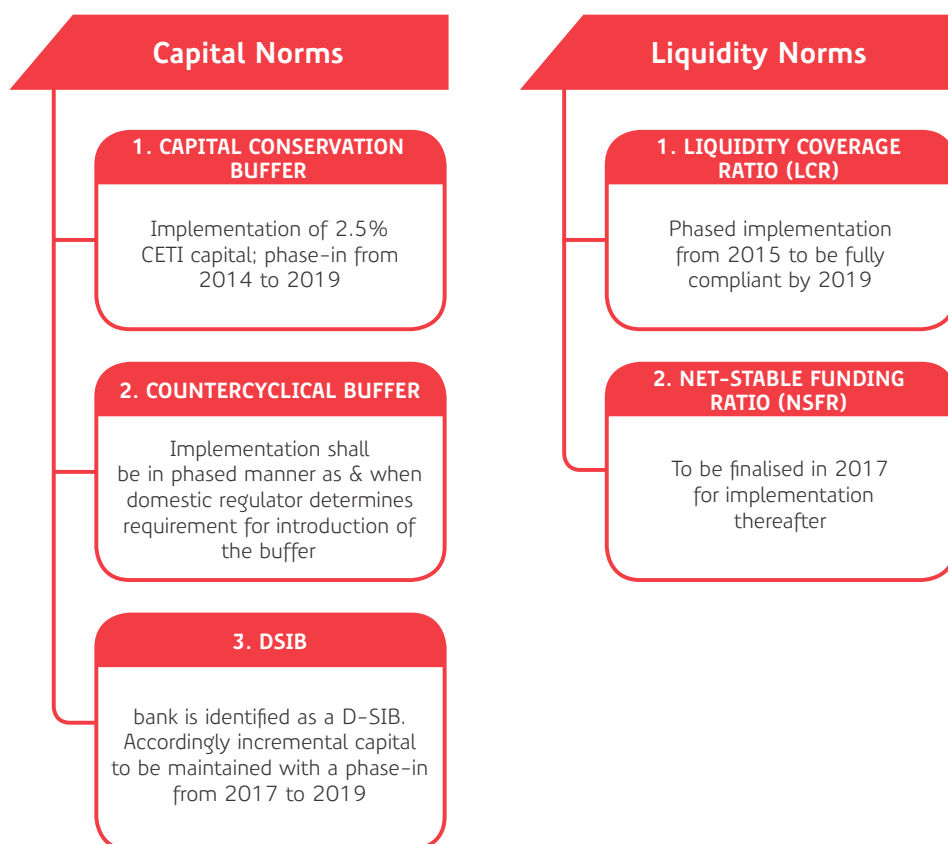 Capital Norms
1. CAPITAL CONSERVATION
BUFFER
Implementation of 2.5%
CETI capital; phase-in from
2014 to 2019
2. COUNTERCYCLICAL BUFFER
Implementation shall
be in phased manner as & when
domestic regulator determines
requirement for introduction of
the buffer
3. DSIB
bank is identified as a D-SIB.
Accordingly incremental capital
to be maintained with a phase-in
from 2017 to 2019
Liquidity Norms
1. LIQUIDITY COVERAGE
RATIO (LCR)
Phased implementation
from 2015 to be fully
compliant by 2019
2. NET-STABLE FUNDING
RATIO (NSFR)
To be finalised in 2017
for implementation
thereafter